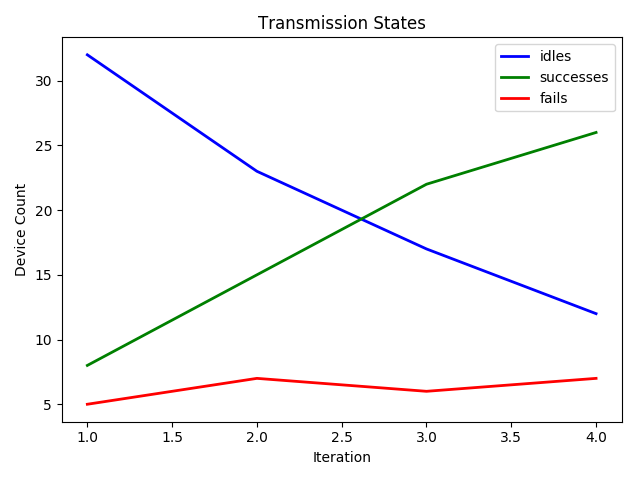 Transmission States
idles
successes
fails
Device Count
30
25
20
15
10
5
1.0 1.5 2.0 2.5 3.0 3.5 4.0
Iteration